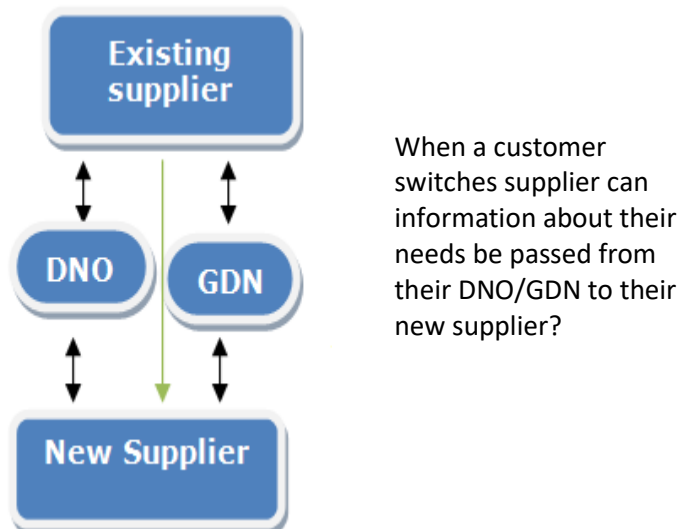 Existing
supplier
When a customer
switches supplier can
information about their
needs be passed from
their DNO/GDN to their
new supplier?
DNO
GDN
New Supplier